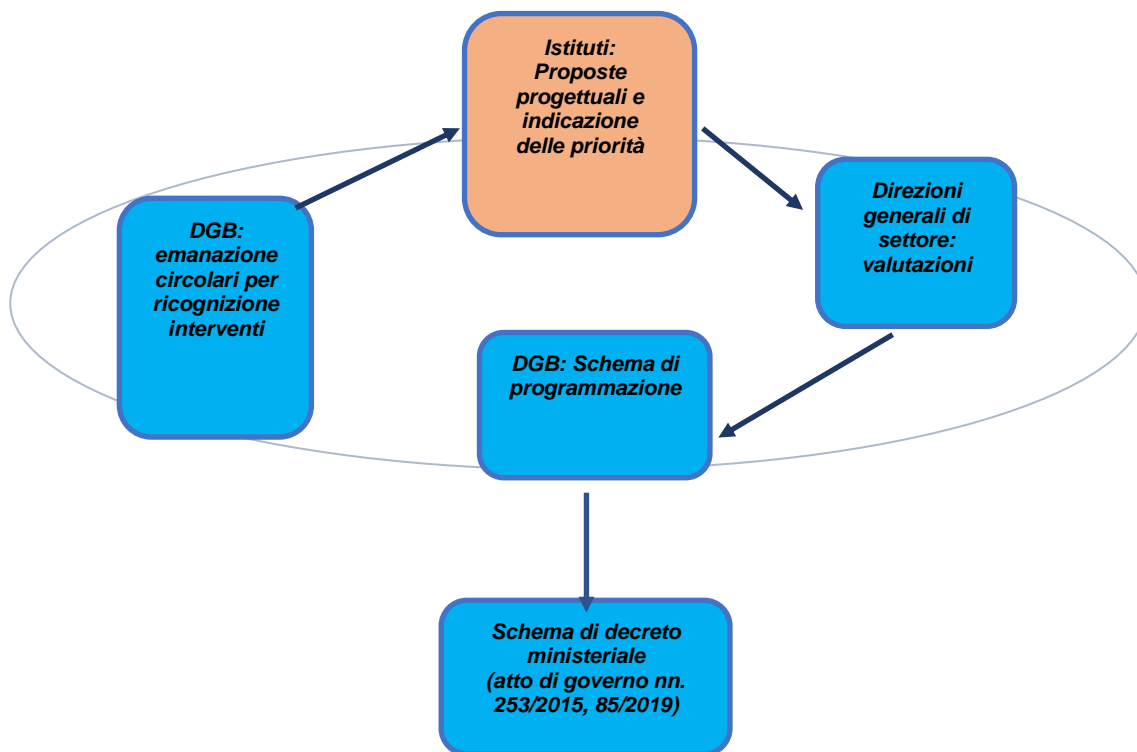 Istituti:
Proposte
progettuali e
indicazione
delle priorità
Direzioni
generali di
settore:
valutazioni
DGB:
emanazione
circolari per
ricognizione
interventi
DGB: Schema di
programmazione
Schema di decreto
ministeriale
(atto di governo nn.
253/2015, 85/2019)